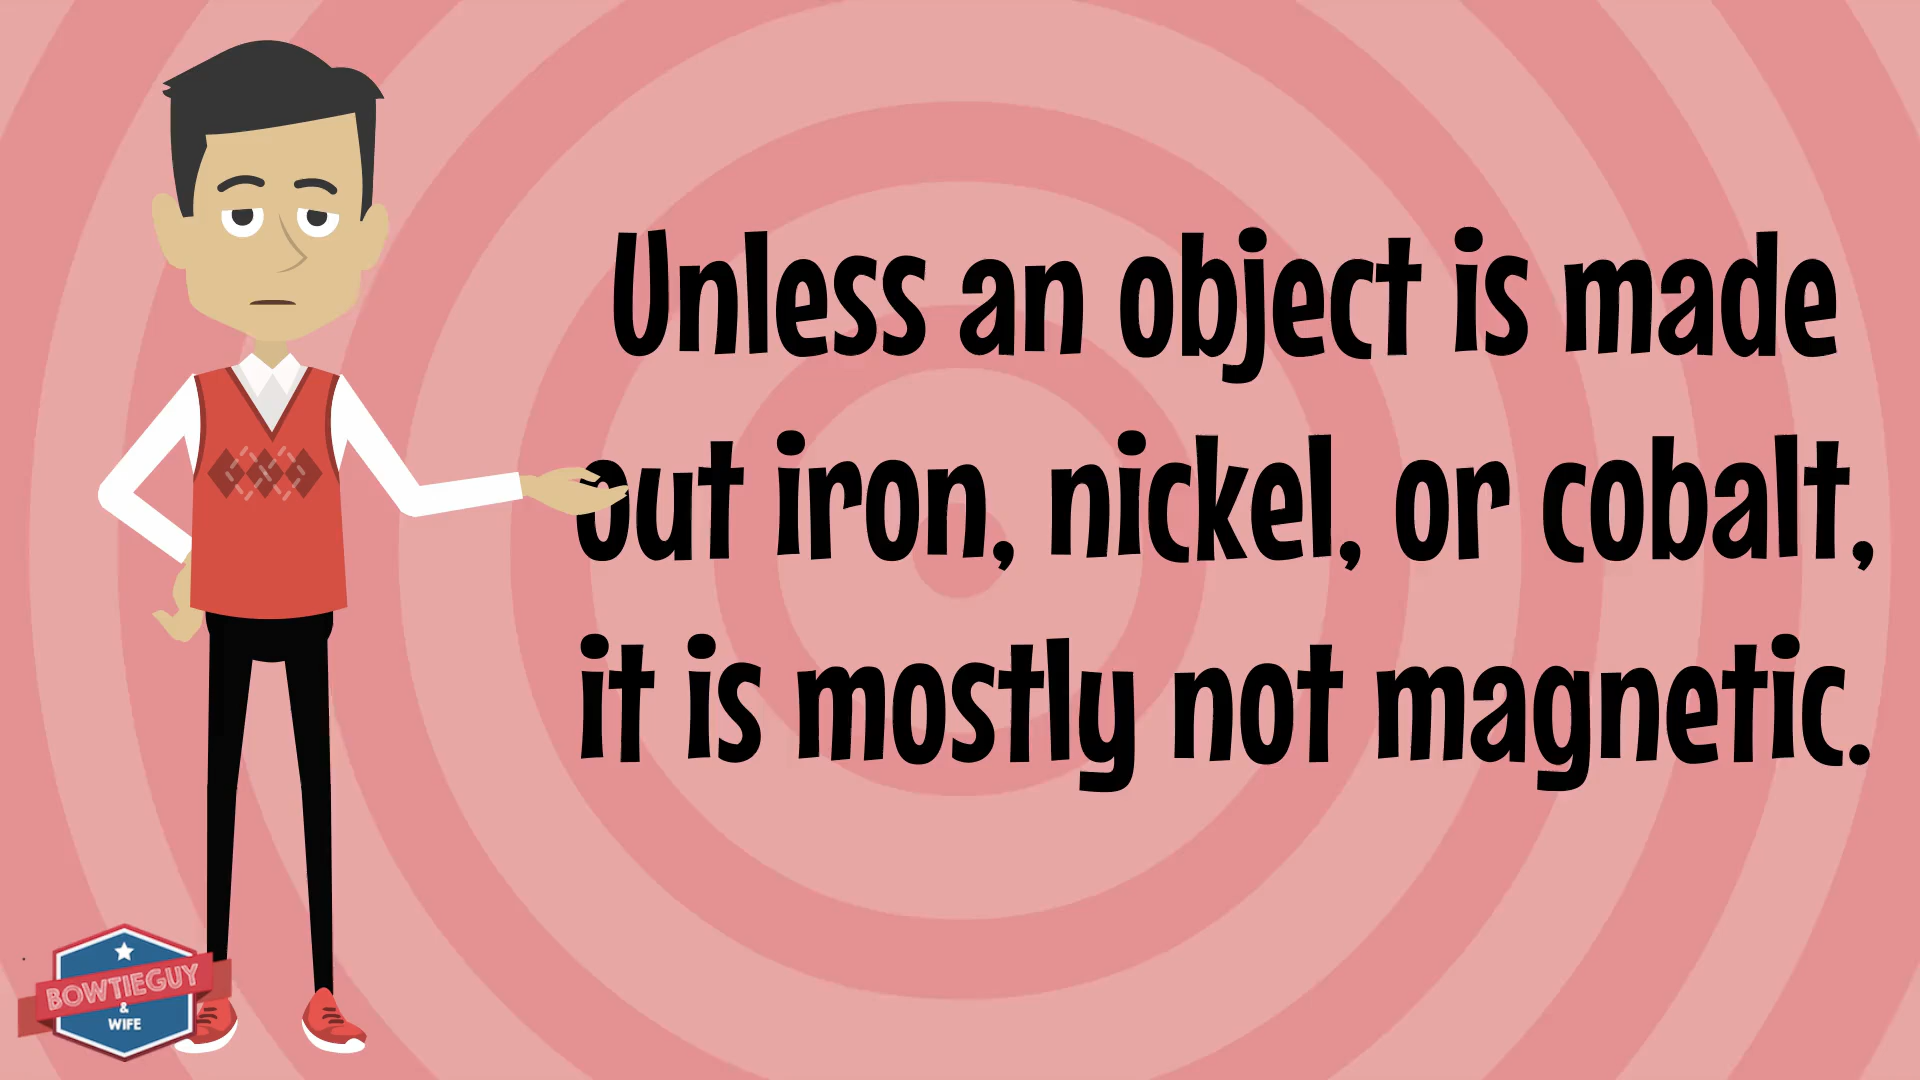 Unless an object is made
out iron, nickel, or cobalt,
it is mostly not magnetic.
BOWTIEGUY
&
WIFE